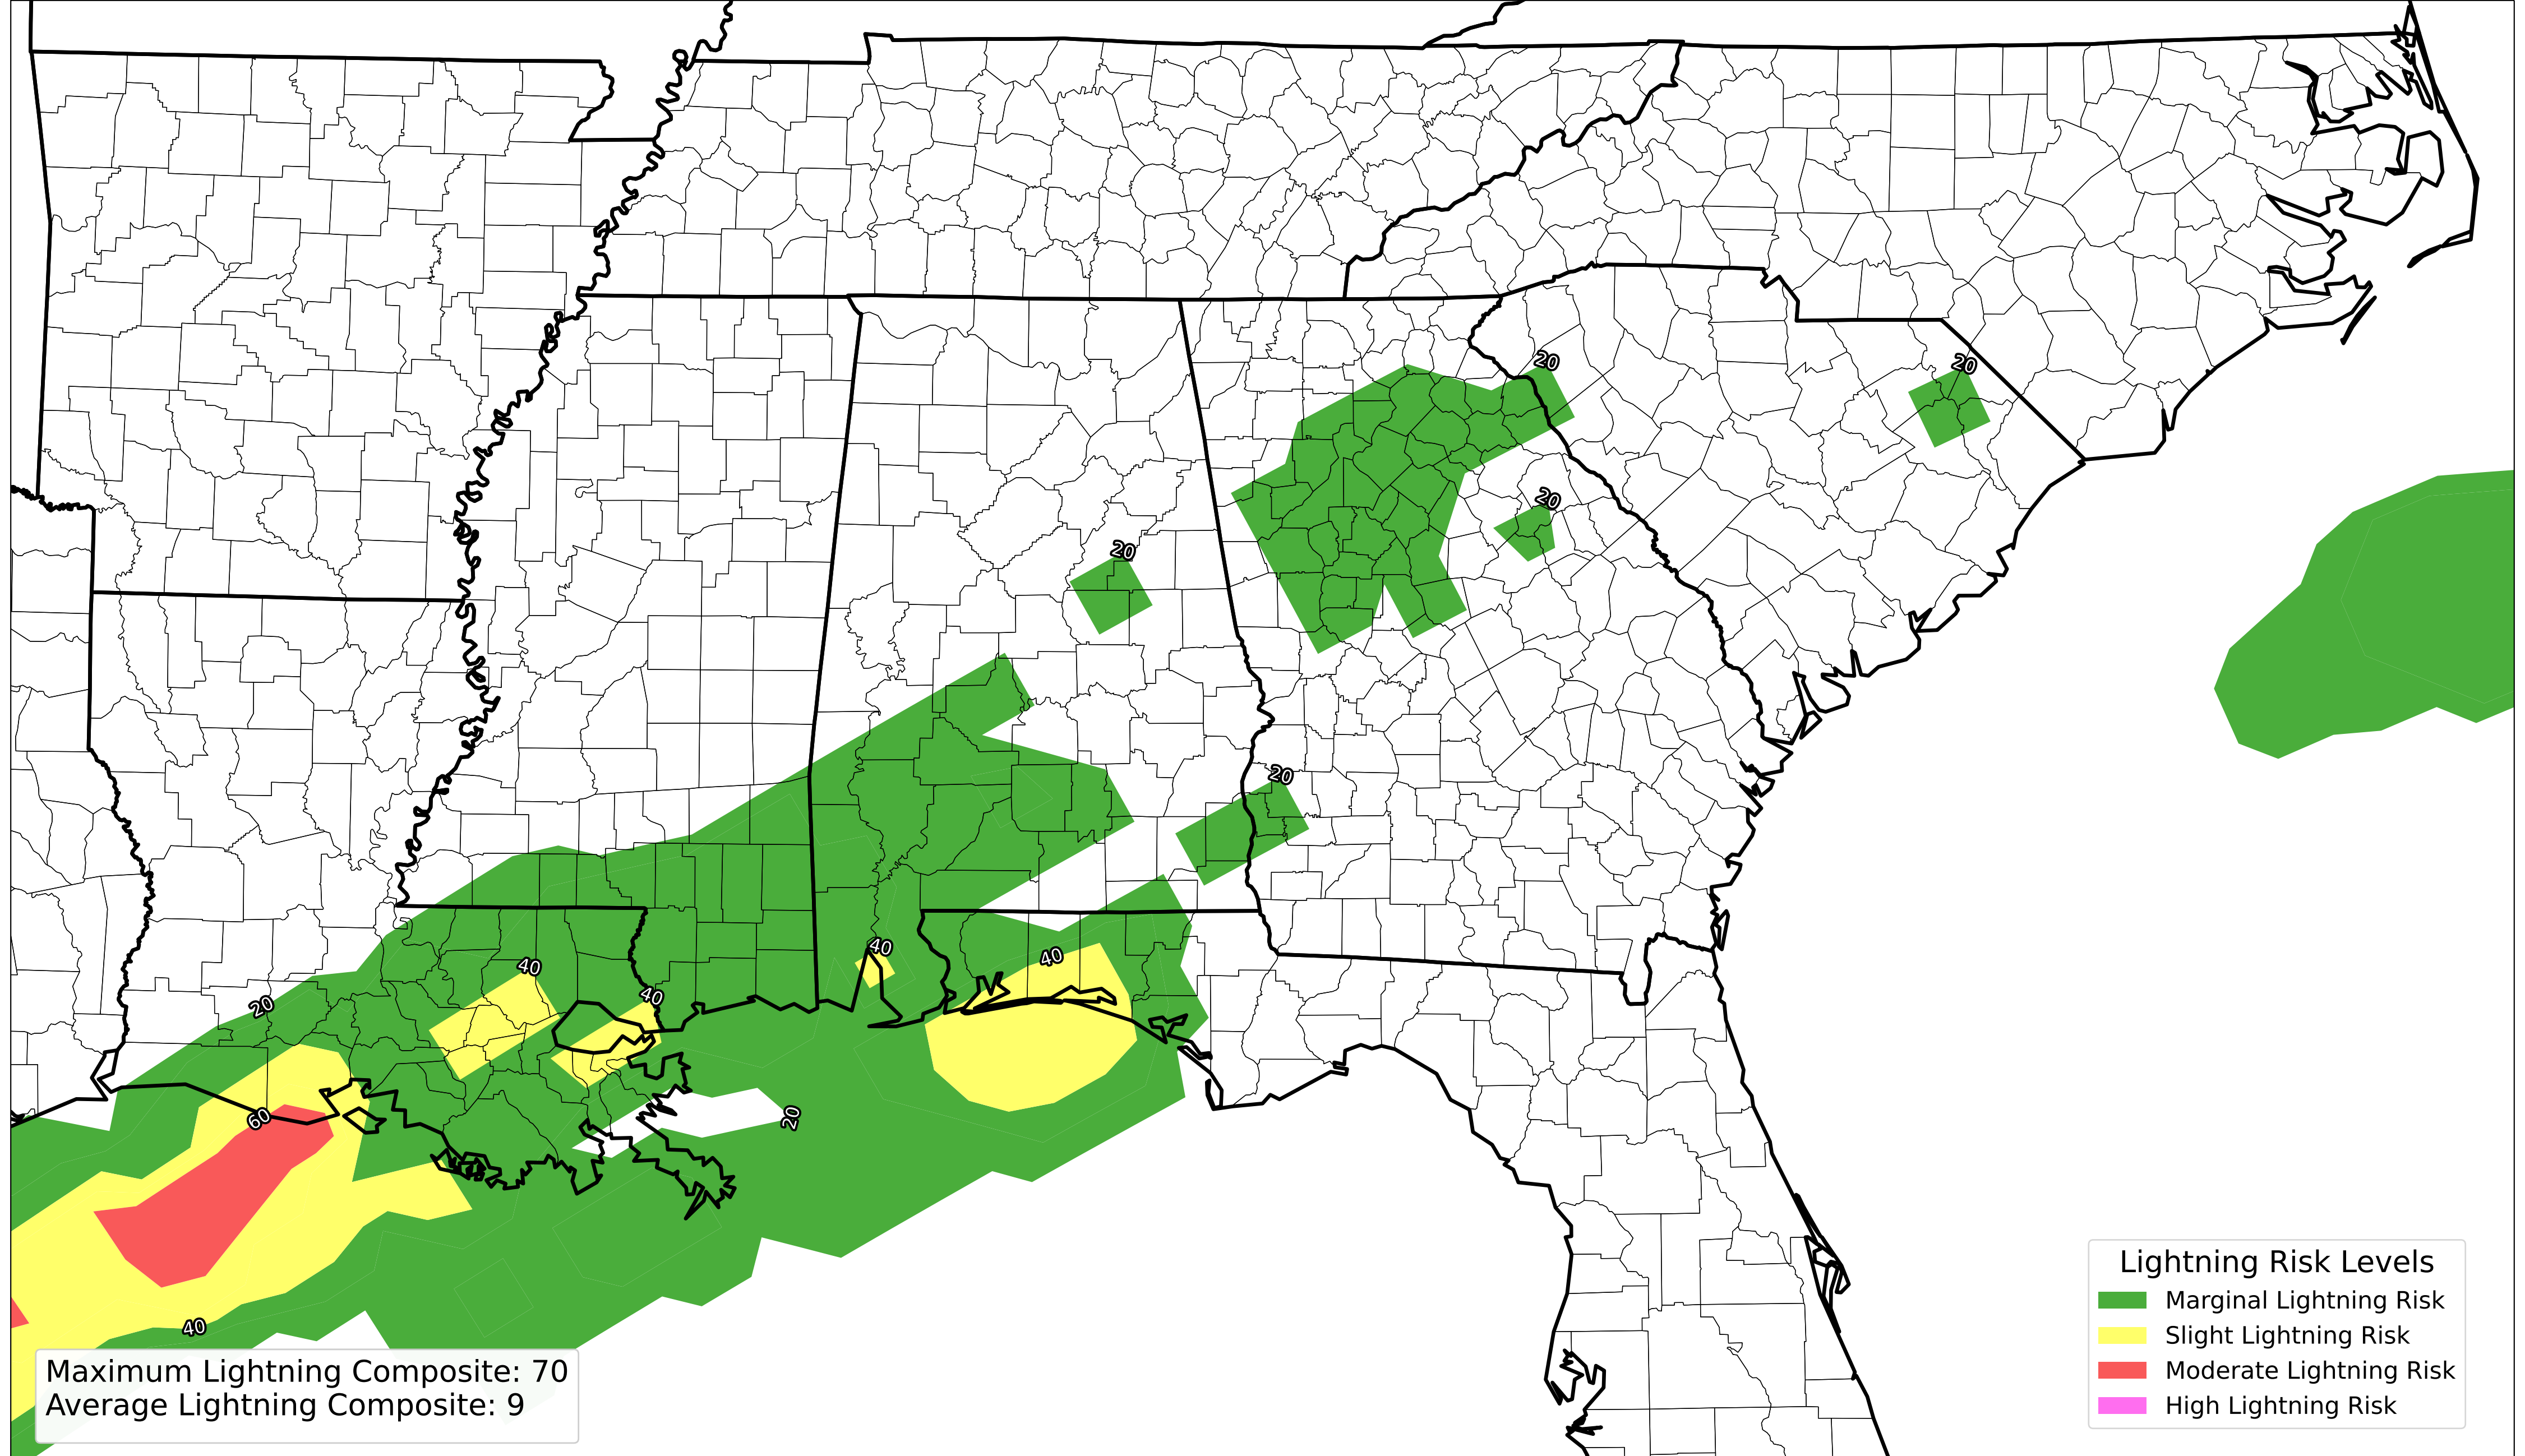 20
20
20
20
20
40
40
40
40
20
60
20
40
Lightning Risk Levels
Marginal Lightning Risk
Slight Lightning Risk
Moderate Lightning Risk
High Lightning Risk
Maximum Lightning Composite: 70
Average Lightning Composite: 9